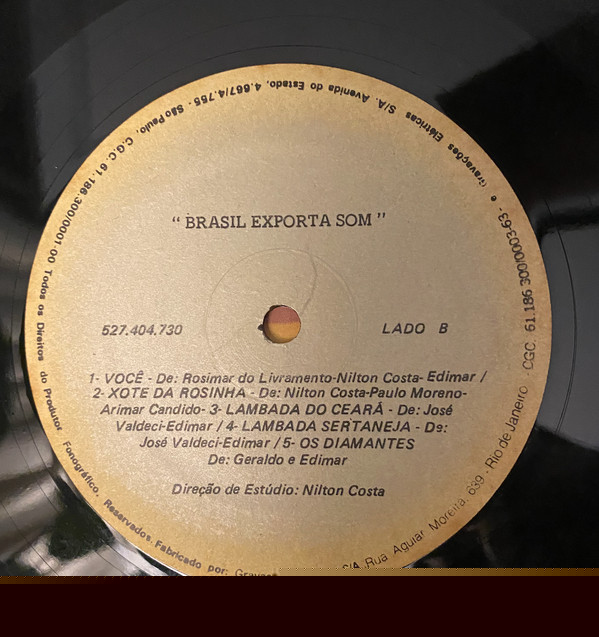 " BRASIL EXPORTA SOM "
527.404.730
LADO B
1- VOCÊ - De: Rosimar do Livramento-Nilton Costa- Edimar /
2- XOTE DA ROSINHA - De: Nilton Costa-Paulo Moreno-
Arimar Candido- 3- LAMBADA DO CEARÁ - De: José
Valdeci-Edimar / 4- LAMBADA SERTANEJA - De:
José Valdeci-Edimar / 5- OS DIAMANTES
De: Geraldo e Edimar
Direção de Estúdio: Nilton Costa
e Gravações Elétricas S/A. Avenida do Estado, 4.667/4.755 - São Paulo, C.G.C. 61.186.300/0001-00 Todos os Direitos do Produtor Fonográfico. Reservados. Fabricado por: S/A, Rua Aguiar Moreira, 639 - Rio de Janeiro - CGC. 61.186 300/0003-63-